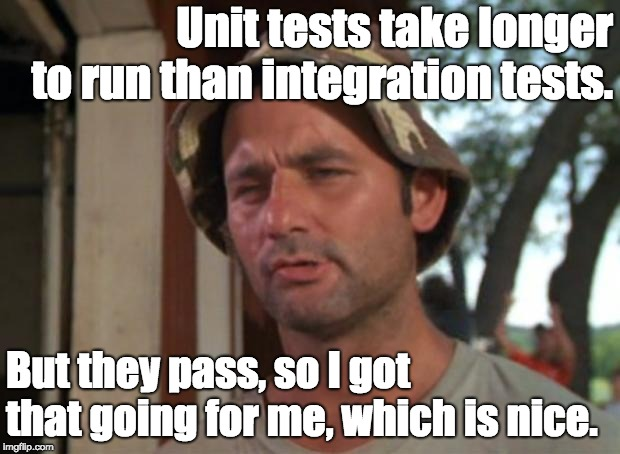 Unit tests take longer
to run than integration tests.
But they pass, so I got
that going for me, which is nice.
imgflip.com